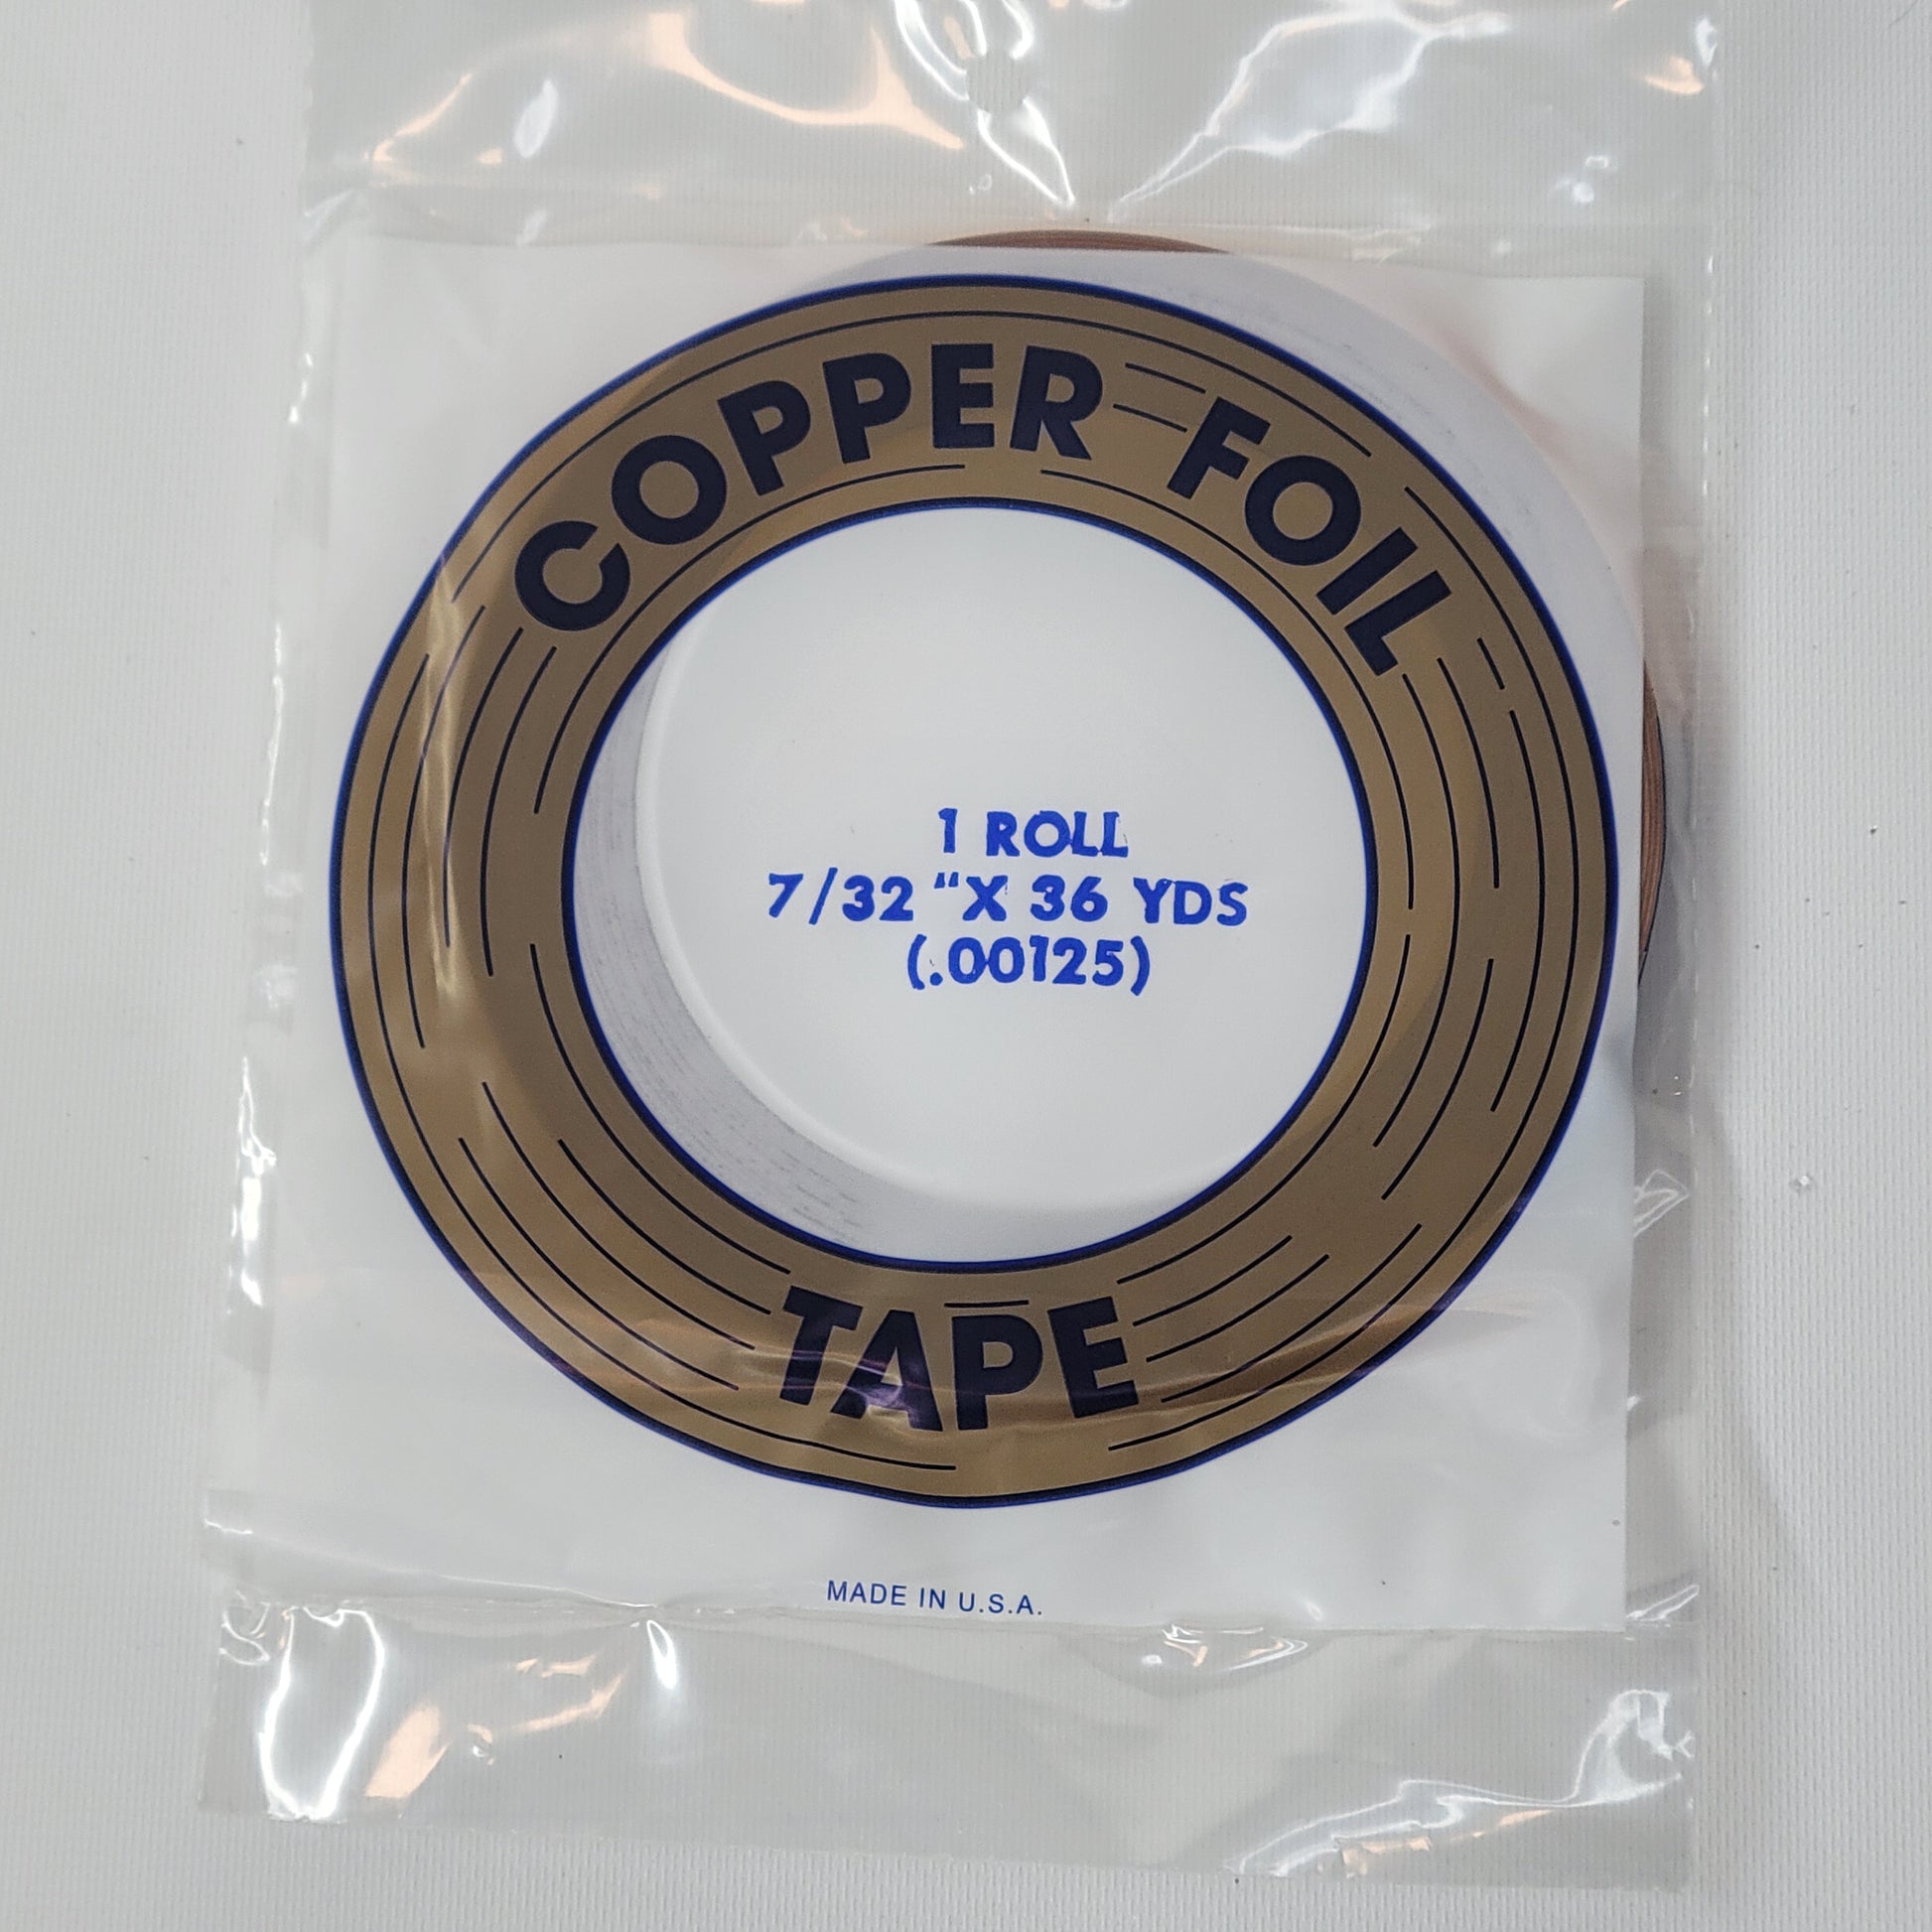 COPPER FOIL
1 ROLL
7/32 “X 36 YDS
(.00125)
TAPE
MADE IN U.S.A.